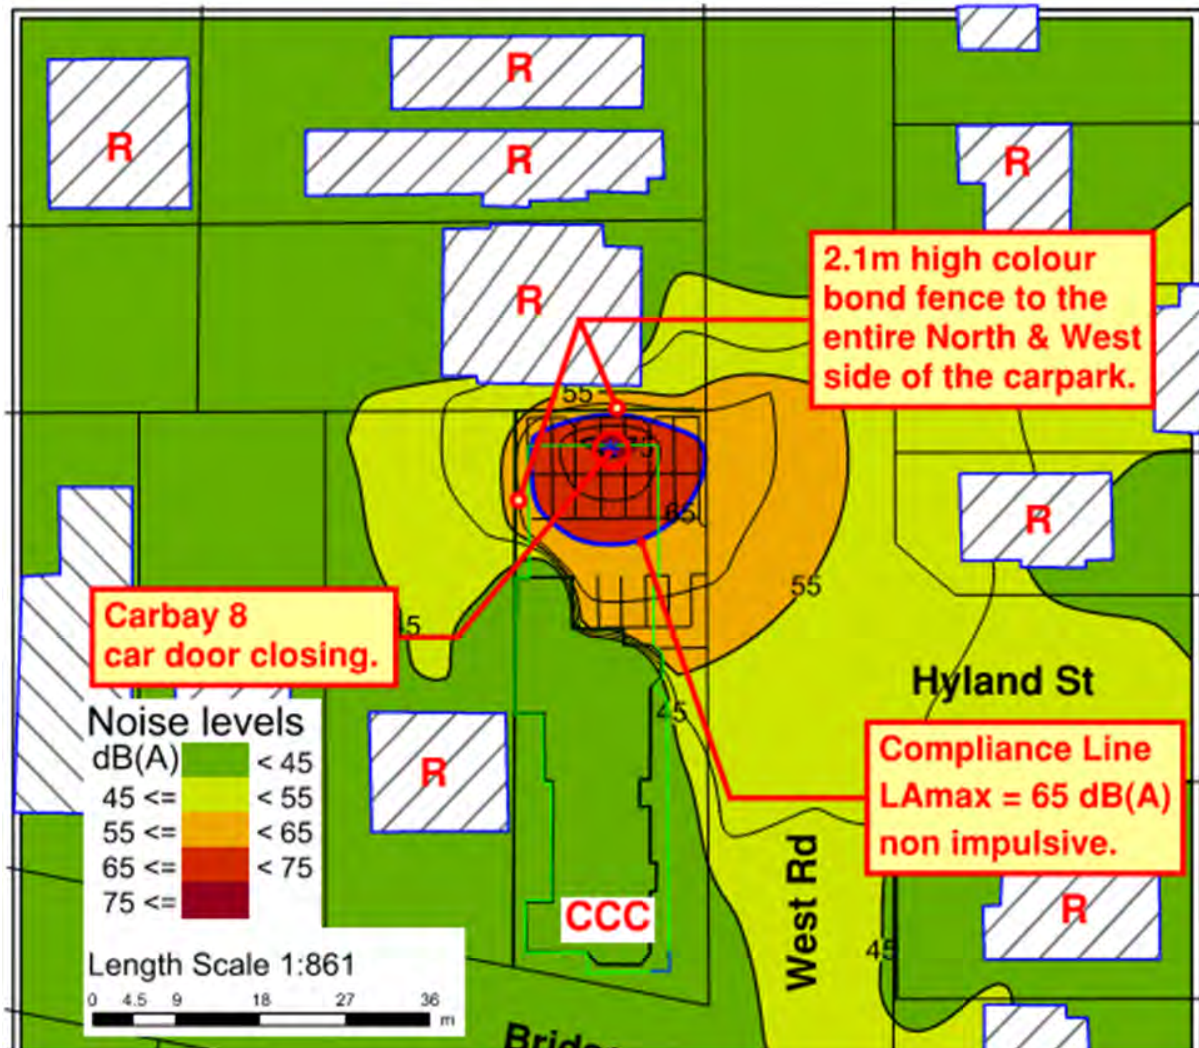 R
R
R
R
R
2.1m high colour
bond fence to the
entire North & West
side of the carpark.
55
65
R
55
Carbay 8
car door closing.
45
Hyland St
45
Noise levels
dB(A)
< 45
45 <=
< 55
55 <=
< 65
65 <=
< 75
75 <=
R
Compliance Line
LAmax = 65 dB(A)
non impulsive.
West Rd
R
CCC
45
Length Scale 1:861
0 4.5 9 18 27 36
m